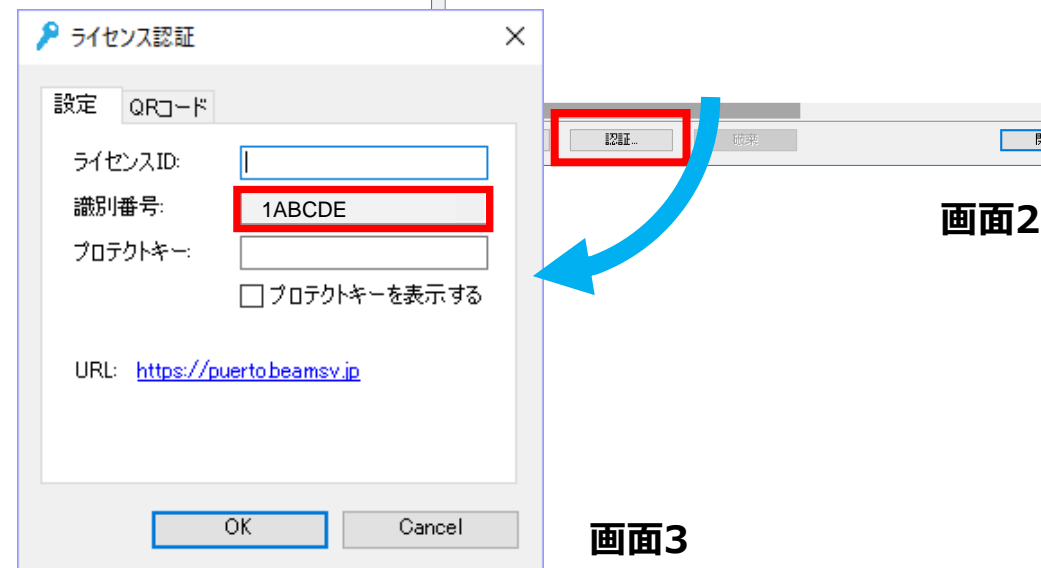 ライセンス認証
設定 QRコード
ライセンスID:
識別番号: 1ABCDE
プロテクトキー:
プロテクトキーを表示する
URL: https://puerto.beamsv.jp
OK Cancel
認証... 破棄
画面2
画面3